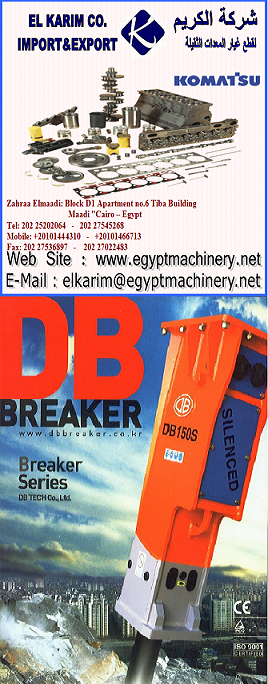 EL KARIM CO.
IMPORT&EXPORT
K
شركة الكريم
لقطع غيار المعدات الثقيلة
KOMATSU
Zahraa Elmaadi: Block D1 Apartment no.6 Tiba Building
Maadi "Cairo – Egypt
Tel: 202 25202064 - 202 27545268
Mobile: +20101444310 - +20101466713
Fax: 202 27536897 - 202 27022483
Web Site : www.egyptmachinery.net
E-Mail : elkarim@egyptmachinery.net
DB
BREAKER
www.dbbreaker.co.kr
Breaker
Series
DB TECH Co., Ltd.
DB
DB150S
SILENCED
S
CE
ISO 9001
CERTIFIED